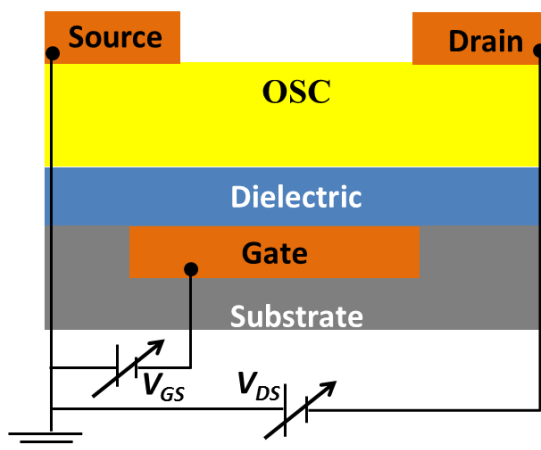 Source
Drain
OSC
Dielectric
Gate
Substrate
VGS
VDS